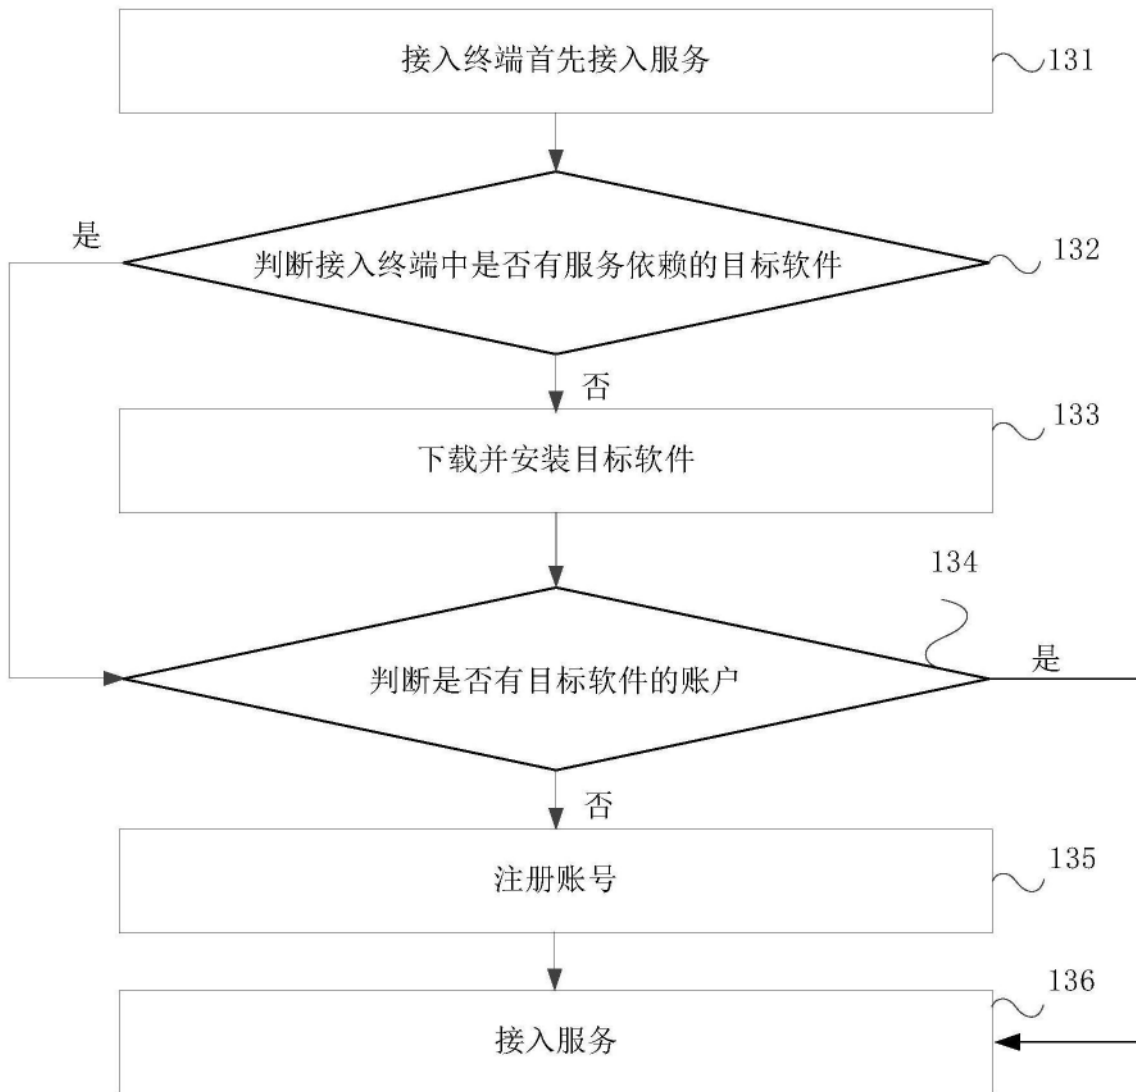 接入终端首先接入服务
131
是
判断接入终端中是否有服务依赖的目标软件
132
否
下载并安装目标软件
133
134
判断是否有目标软件的账户
是
否
注册账号
135
接入服务
136